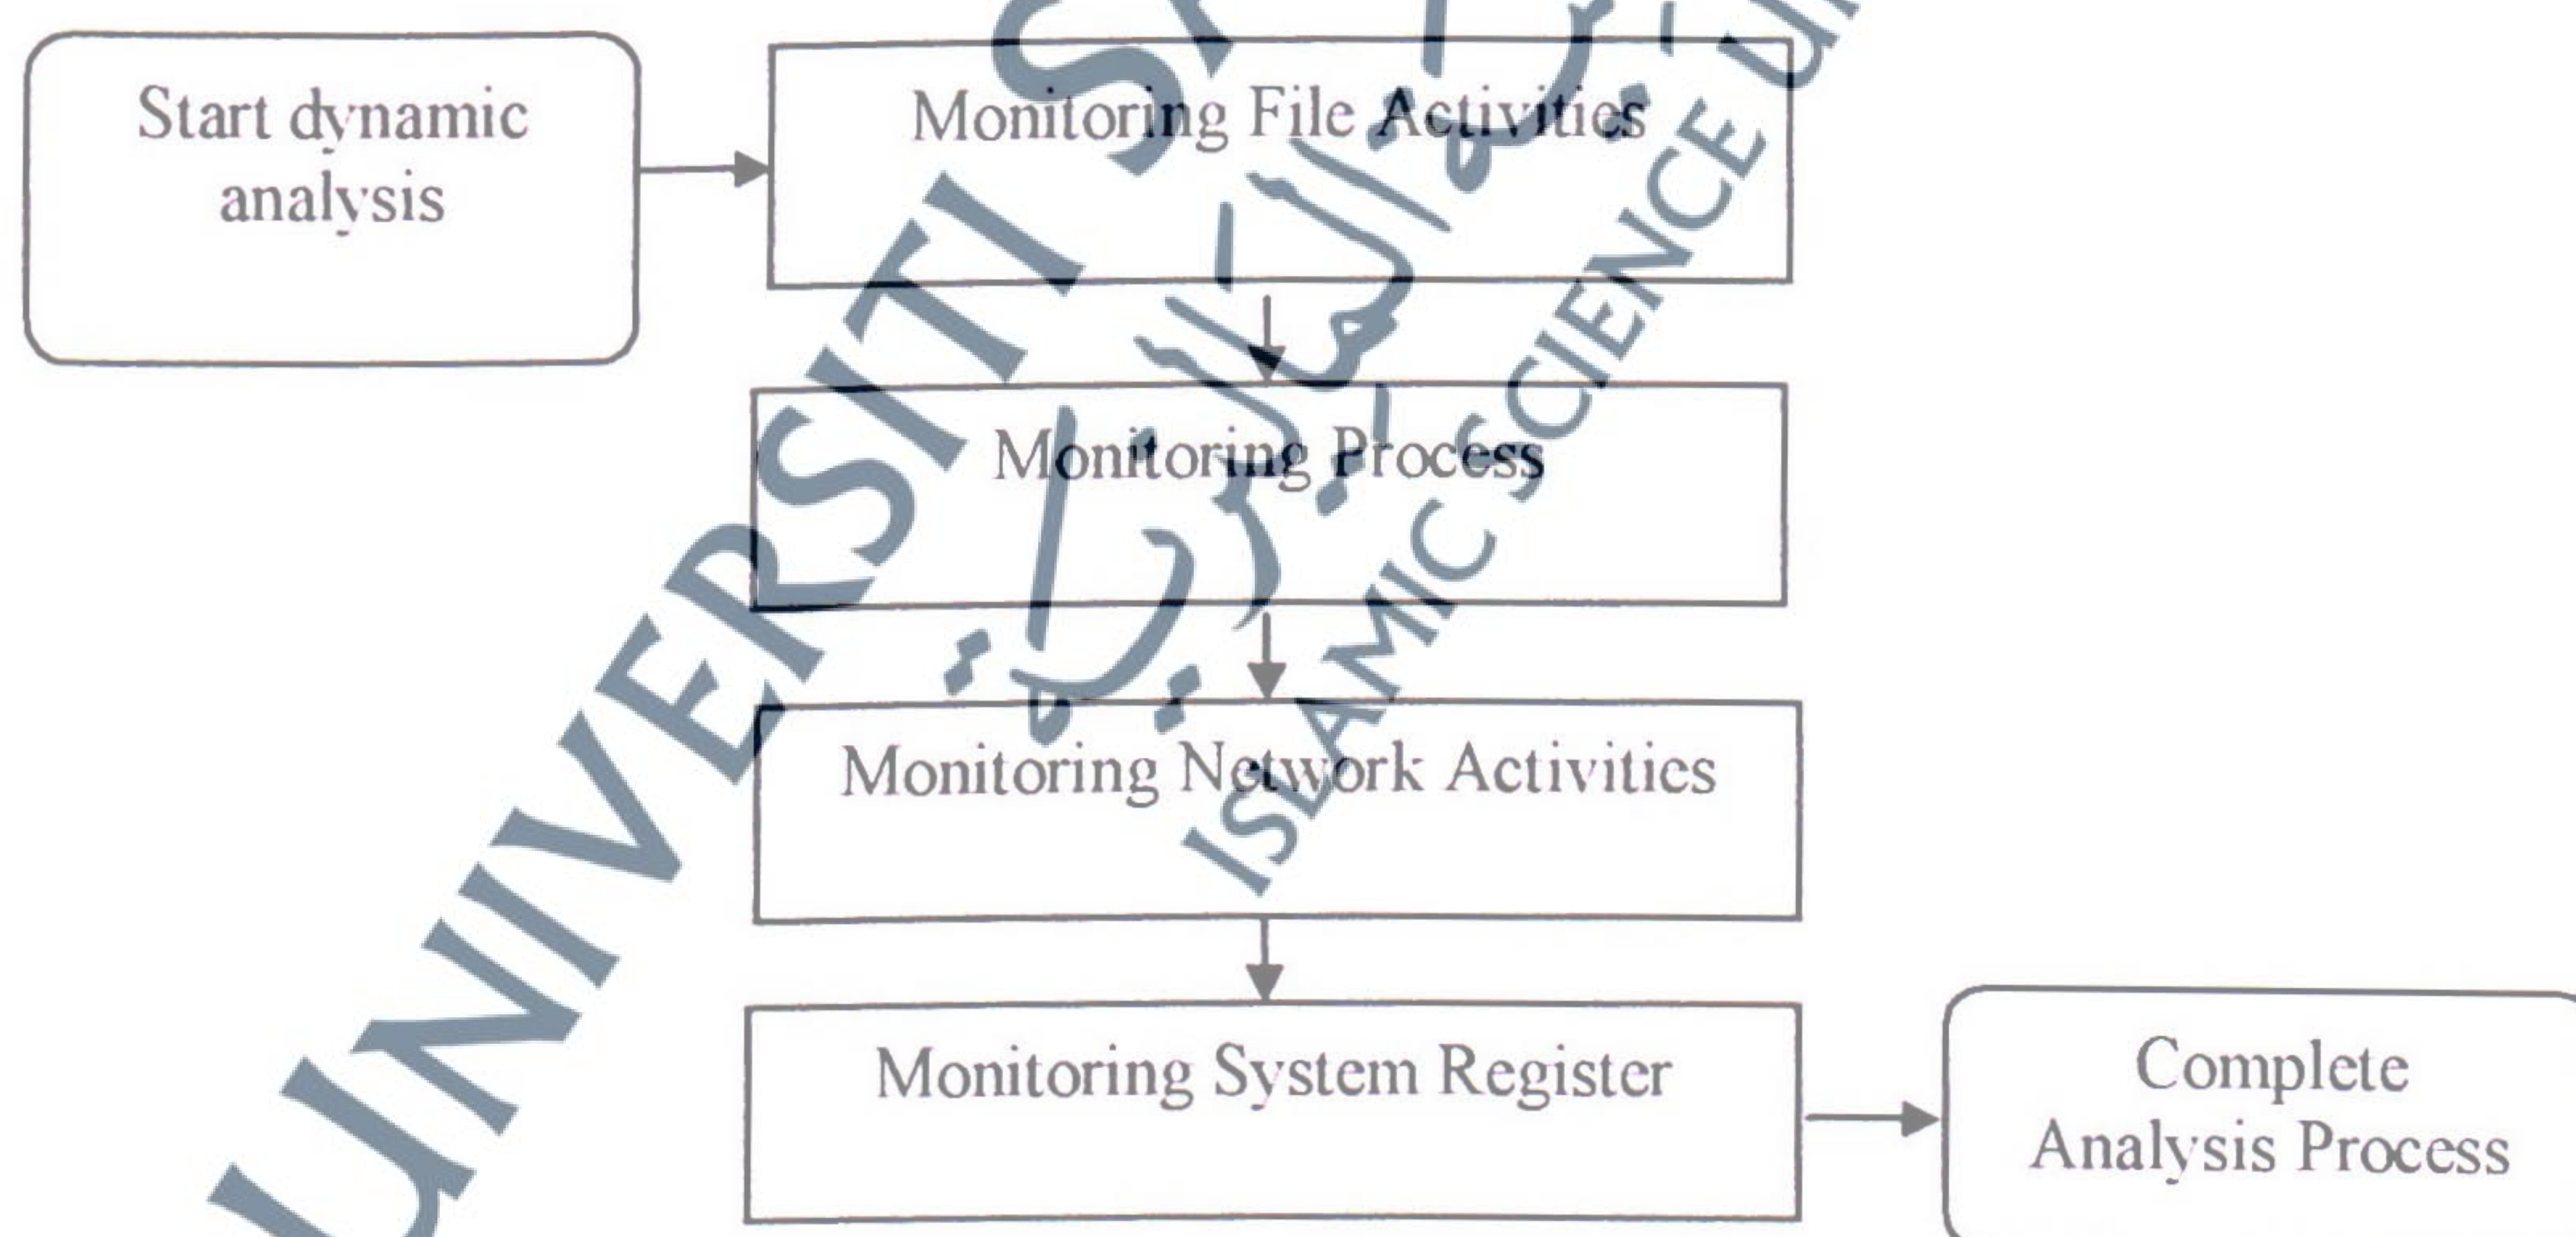 Start dynamic
analysis
Monitoring File Activities
Monitoring Process
Monitoring Network Activities
Monitoring System Register
Complete
Analysis Process
UNIVERSITI
ISLAMIC SCIENCE